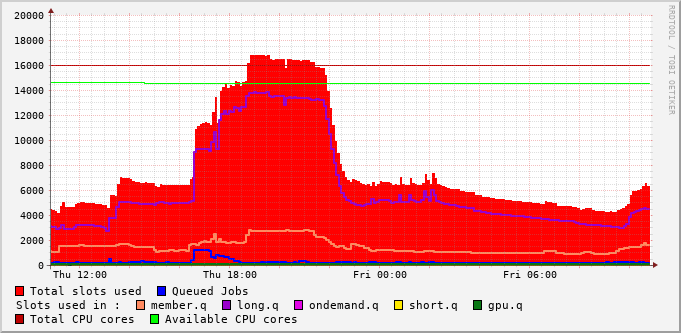 20000
18000
16000
14000
12000
10000
8000
6000
4000
2000
0
Thu 12:00 Thu 18:00 Fri 00:00 Fri 06:00
Total slots used Queued Jobs
Slots used in : member.q long.q ondemand.q short.q gpu.q
Total CPU cores Available CPU cores
RRDTOOL / TOBI OETIKER